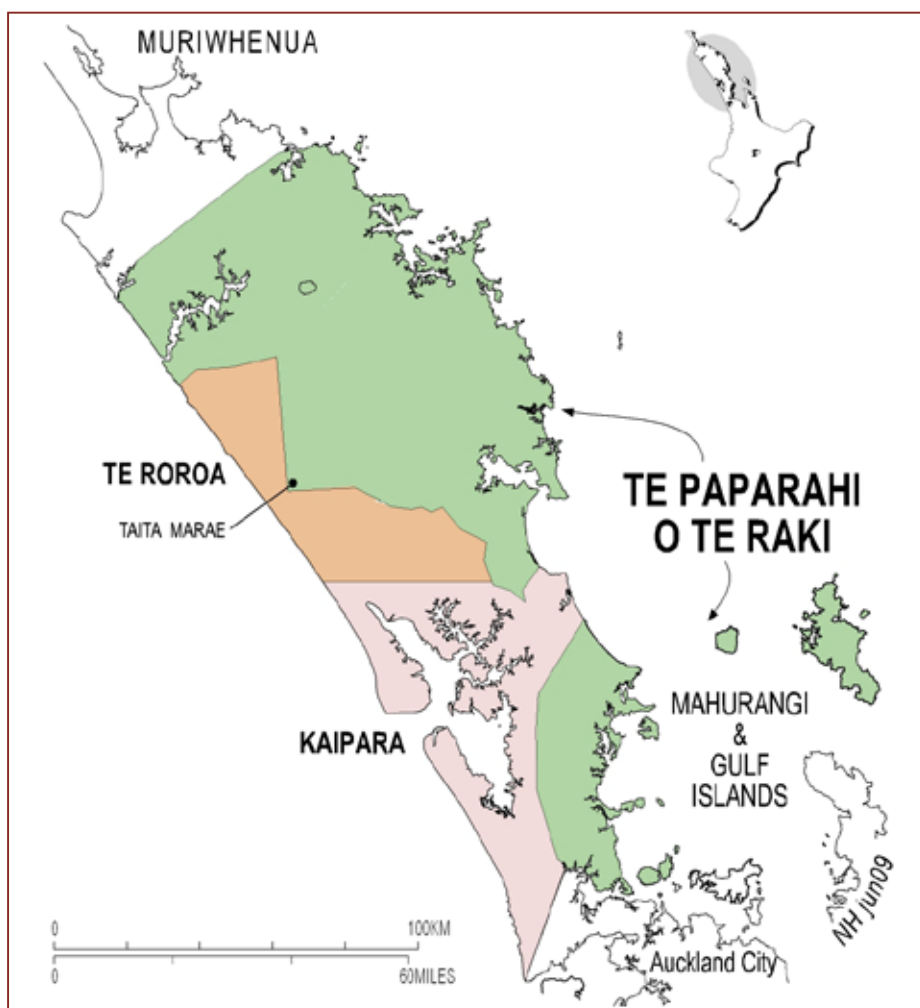 MURIWHENUA
TE ROROA
TAITA MARAE
TE PAPARAHI
O TE RAKI
MAHURANGI
&
GULF
ISLANDS
KAIPARA
NH jun09
0 100KM
0 60MILES
Auckland City